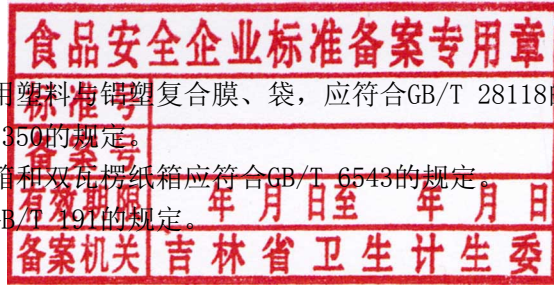 食品安全企业标准备案专用章
用塑料与铝塑复合膜、袋，应符合GB/T 28118
标准号
350的规定。
备案号
箱和双瓦楞纸箱应符合GB/T 6543的规定。
有效期限 年 月 日至 年 月 日
B/T 191的规定。
备案机关 吉林省卫生计生委